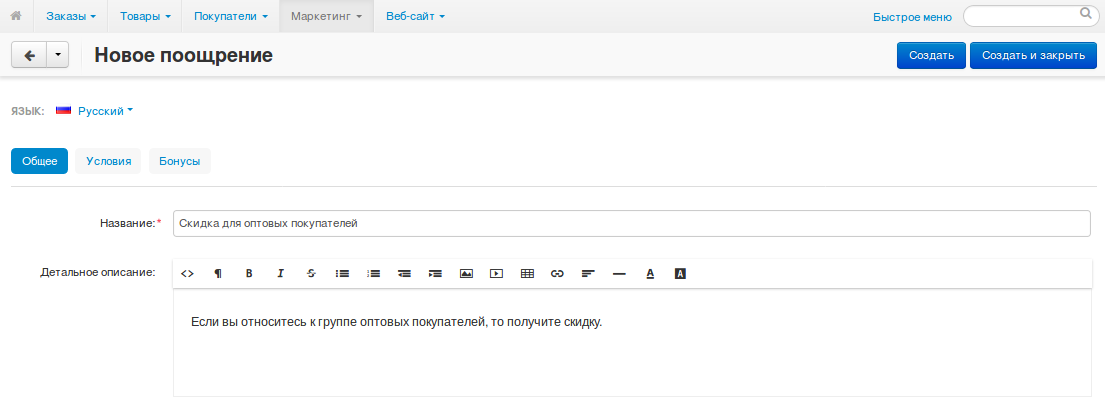 Заказы Товары Покупатели Маркетинг Веб-сайт Быстрое меню
Новое поощрение Создать Создать и закрыть
ЯЗЫК: Русский
Общее Условия Бонусы
Название:* Скидка для оптовых покупателей
Детальное описание: <> ¶ B I S A A
Если вы относитесь к группе оптовых покупателей, то получите скидку.